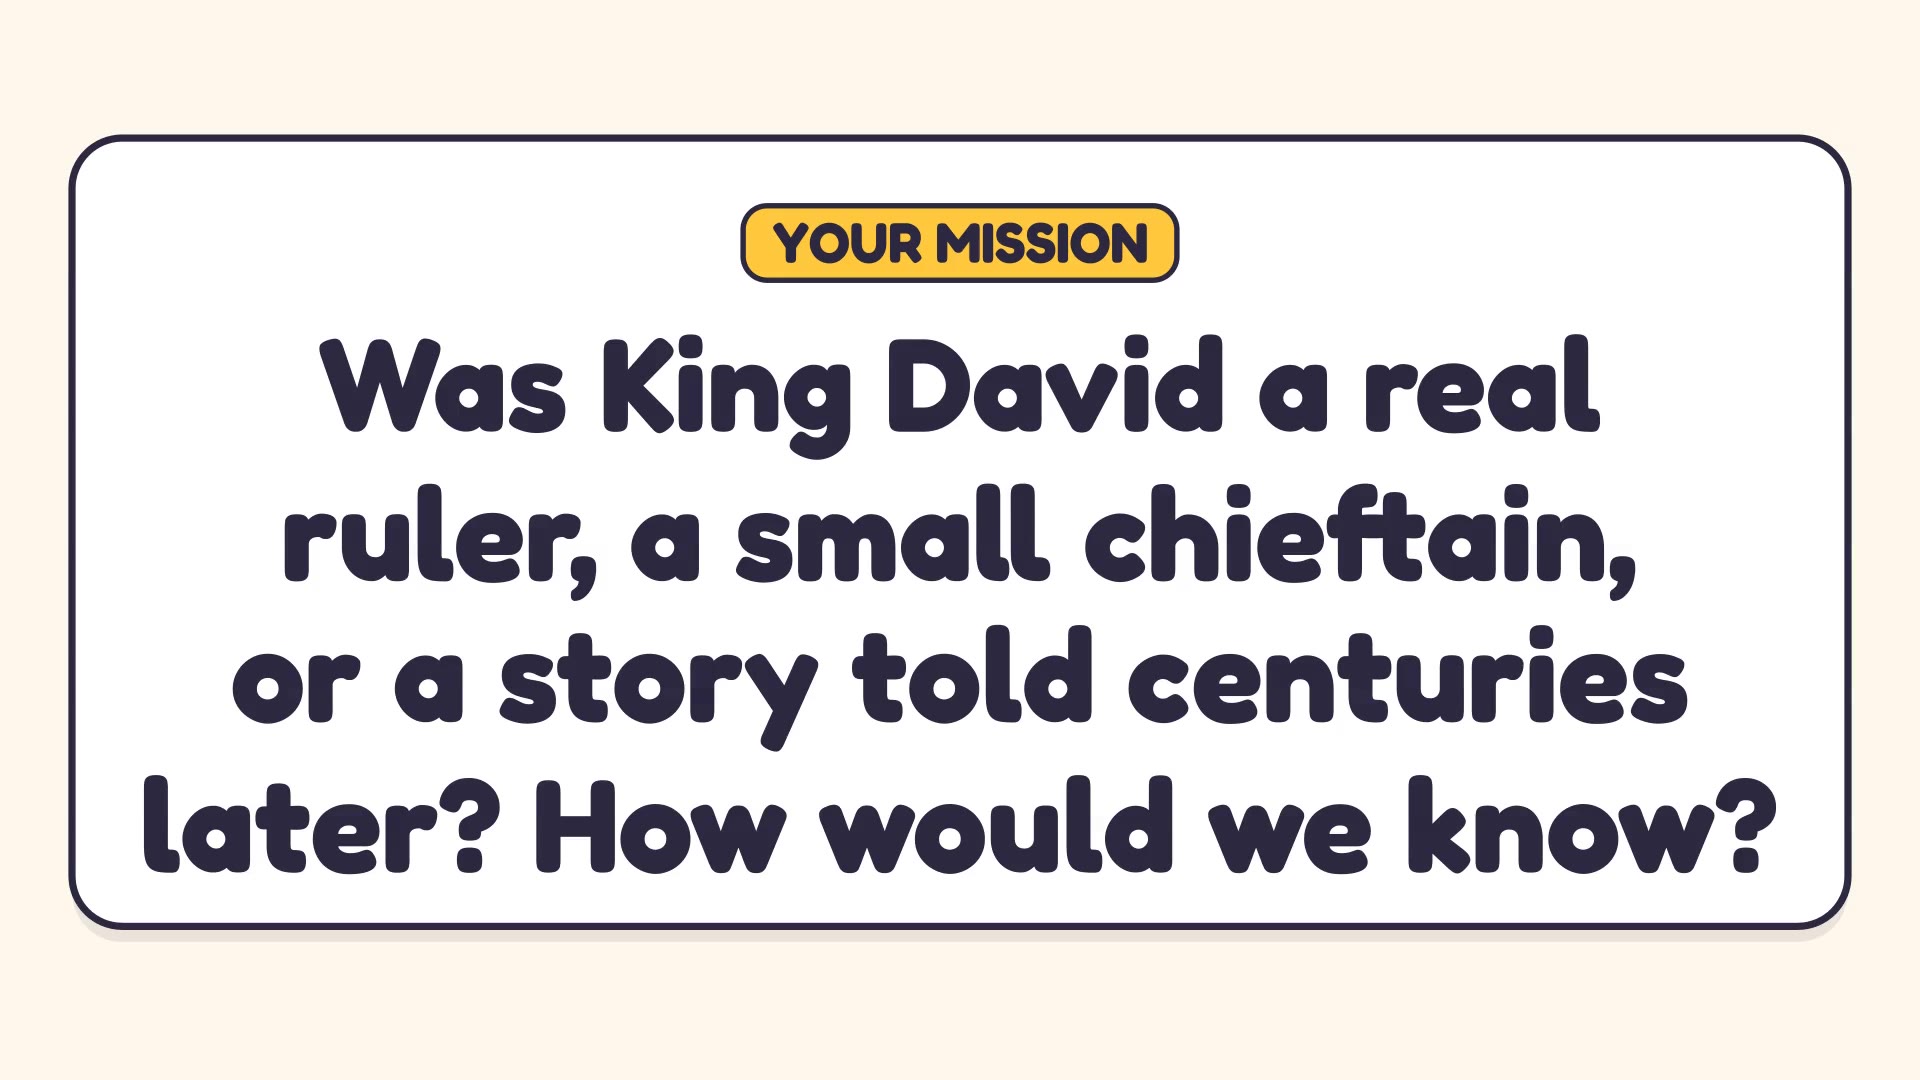 YOUR MISSION
Was King David a real
ruler, a small chieftain,
or a story told centuries
later? How would we know?